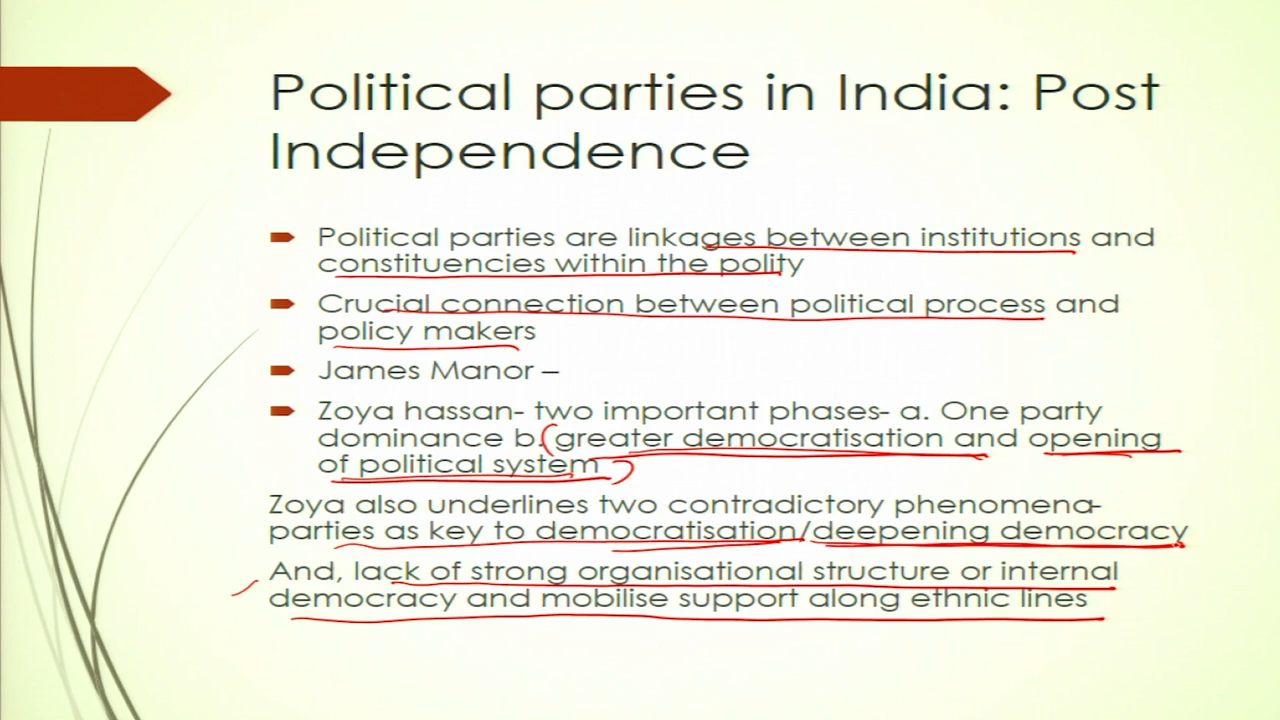 Political parties in India: Post
Independence
Political parties are linkages between institutions and
constituencies within the polity
Crucial connection between political process and
policy makers
James Manor –
Zoya hassan- two important phases- a. One party
dominance b. greater democratisation and opening
of political system
Zoya also underlines two contradictory phenomena-
parties as key to democratisation/deepening democracy
And, lack of strong organisational structure or internal
democracy and mobilise support along ethnic lines